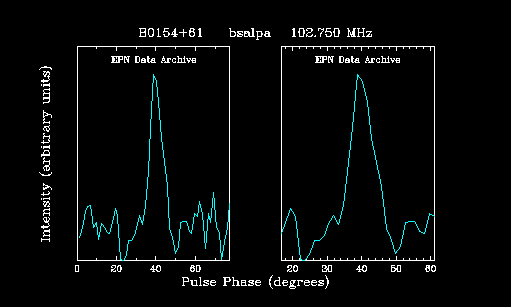 B0154+61 bsalpa 102.750 MHz
EPN Data Archive EPN Data Archive
Intensity (arbitrary units)
0 20 40 60 20 30 40 50 60
Pulse Phase (degrees)